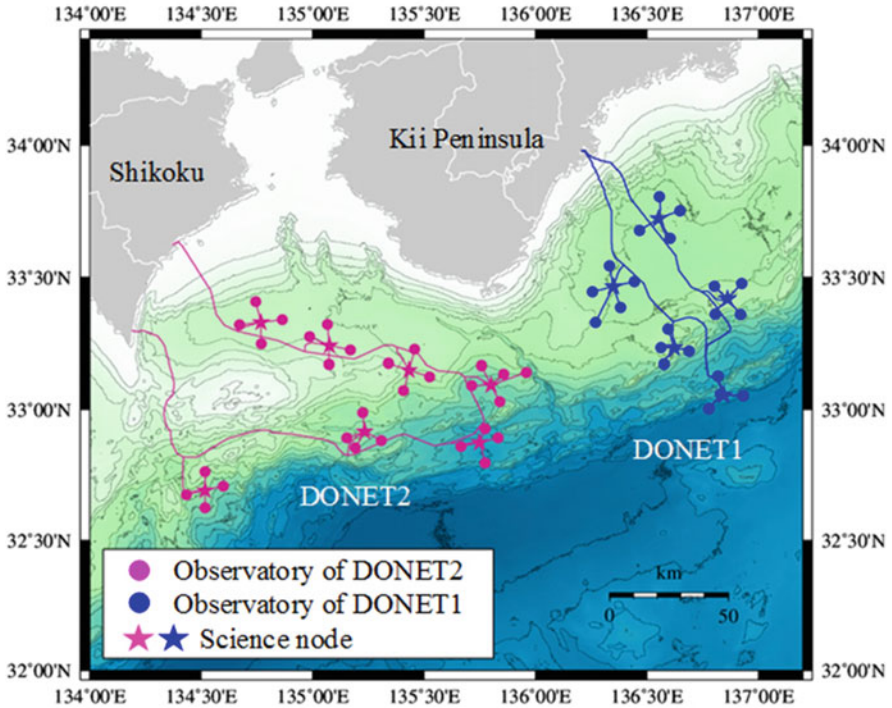 134˚00'E 134˚30'E 135˚00'E 135˚30'E 136˚00'E 136˚30'E 137˚00'E
34˚00'N 34˚00'N
Kii Peninsula
Shikoku
33˚30'N 33˚30'N
33˚00'N 33˚00'N
DONET1
DONET2
32˚30'N 32˚30'N
Observatory of DONET2
Observatory of DONET1
Science node
km
0 50
32˚00'N 32˚00'N
134˚00'E 134˚30'E 135˚00'E 135˚30'E 136˚00'E 136˚30'E 137˚00'E